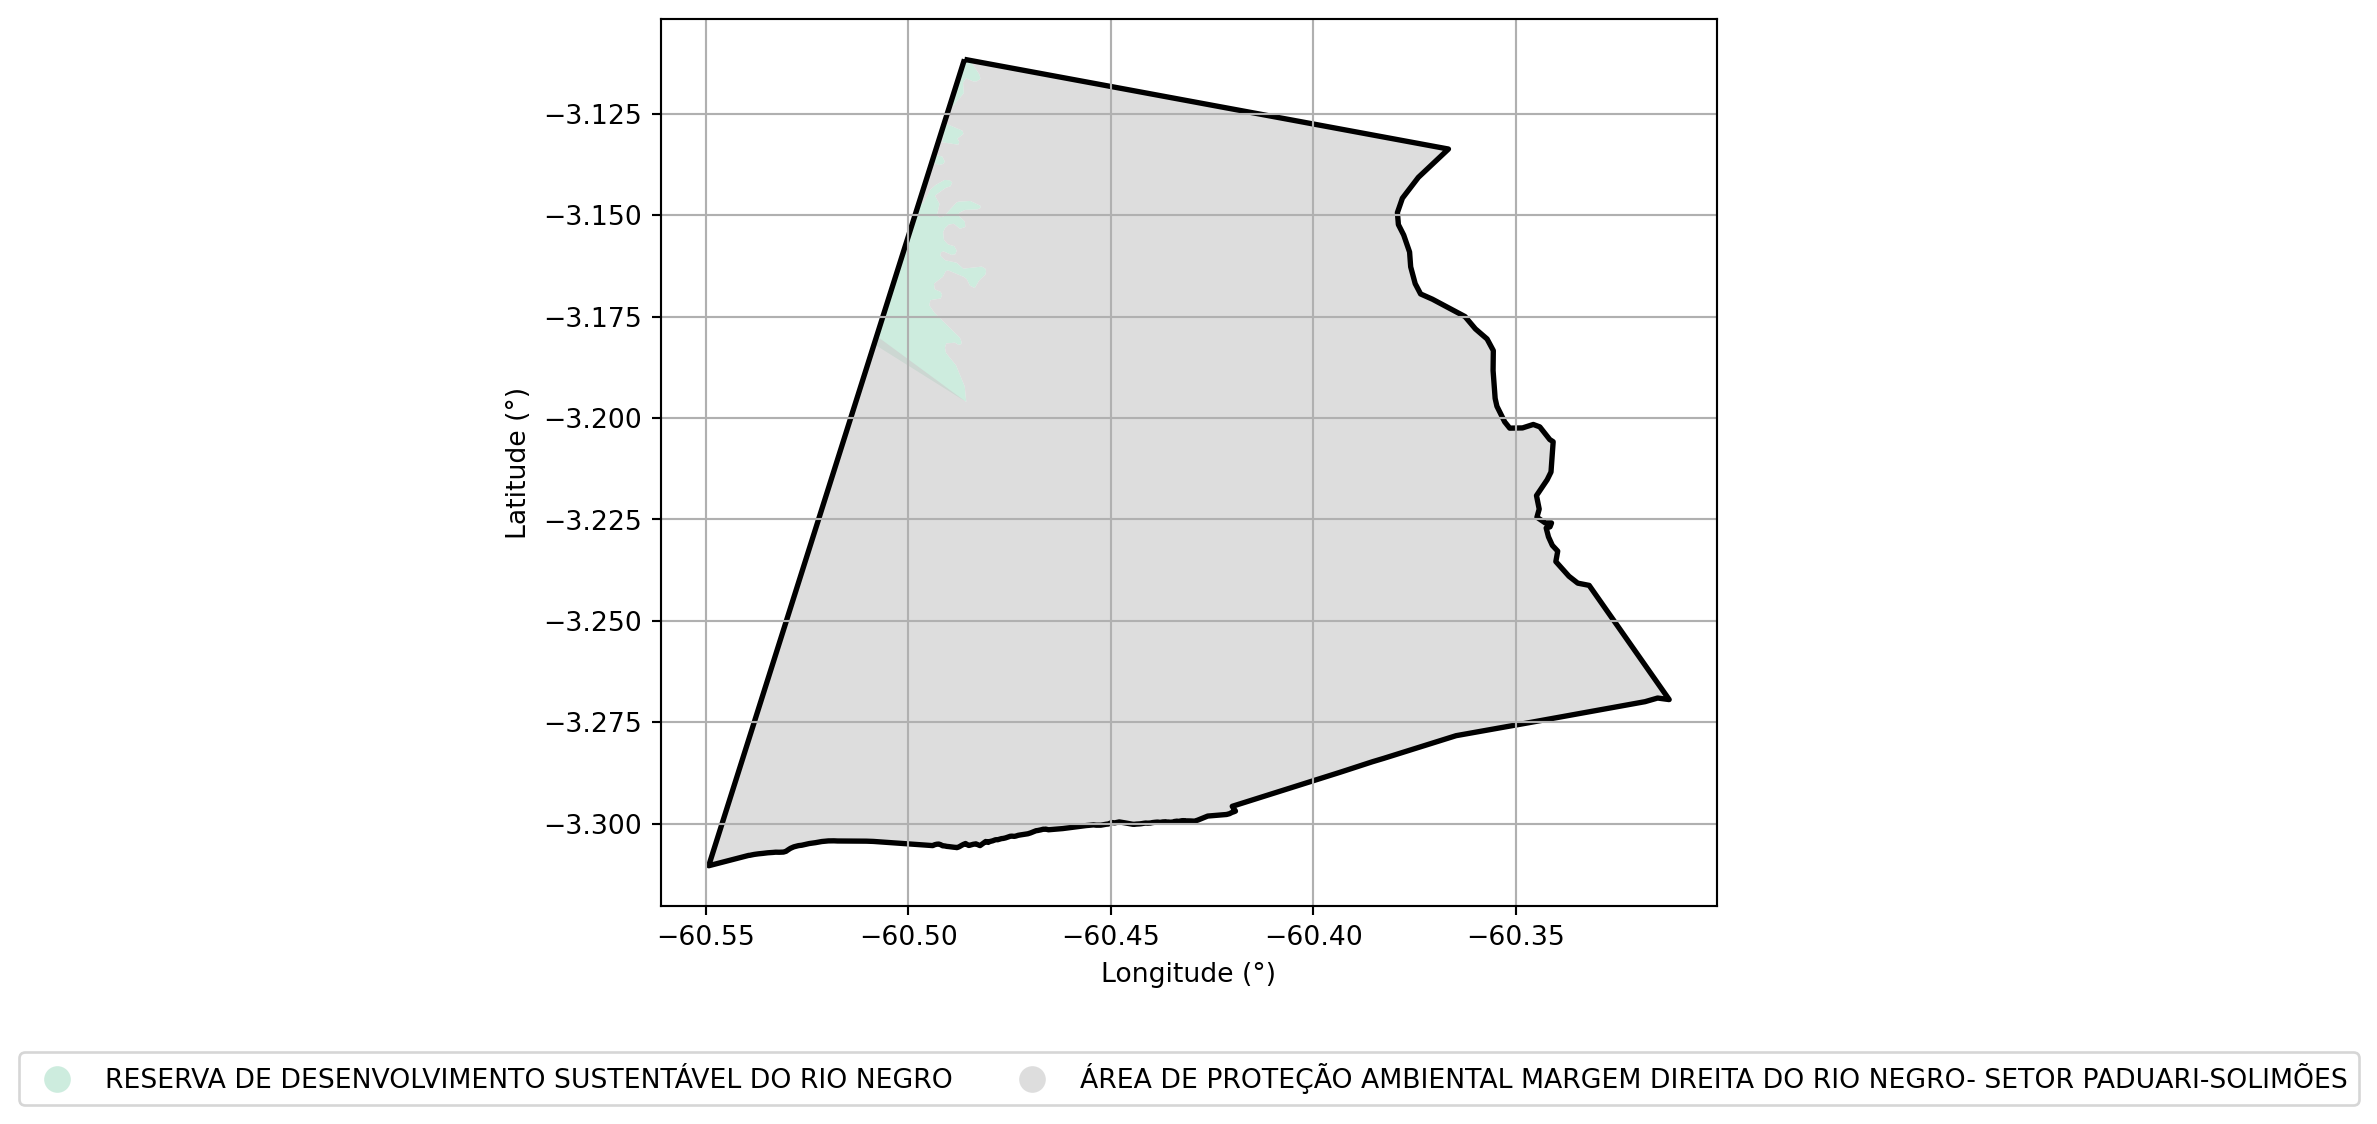 −3.125
−3.150
−3.175
−3.200
−3.225
−3.250
−3.275
−3.300
Latitude (°)
−60.55 −60.50 −60.45 −60.40 −60.35
Longitude (°)
RESERVA DE DESENVOLVIMENTO SUSTENTÁVEL DO RIO NEGRO ÁREA DE PROTEÇÃO AMBIENTAL MARGEM DIREITA DO RIO NEGRO- SETOR PADUARI-SOLIMÕES